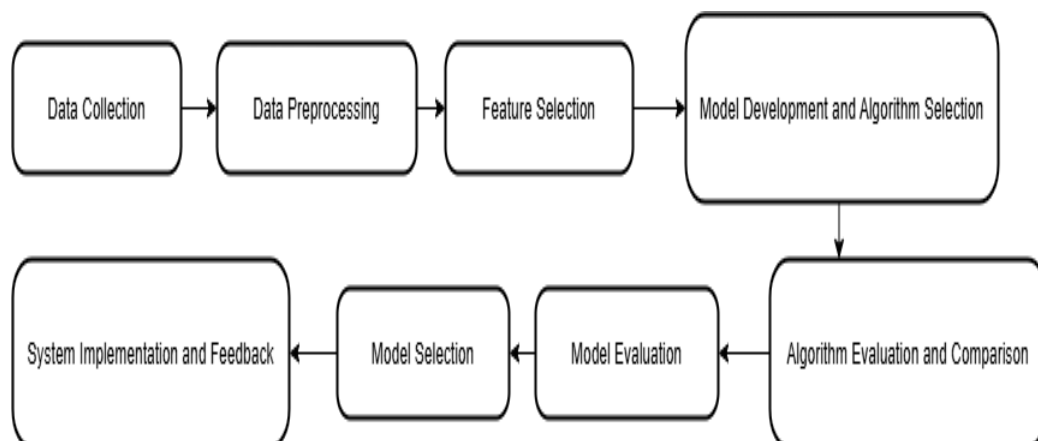 Data Collection
Data Preprocessing
Feature Selection
Model Development and Algorithm Selection
Algorithm Evaluation and Comparison
Model Evaluation
Model Selection
System Implementation and Feedback